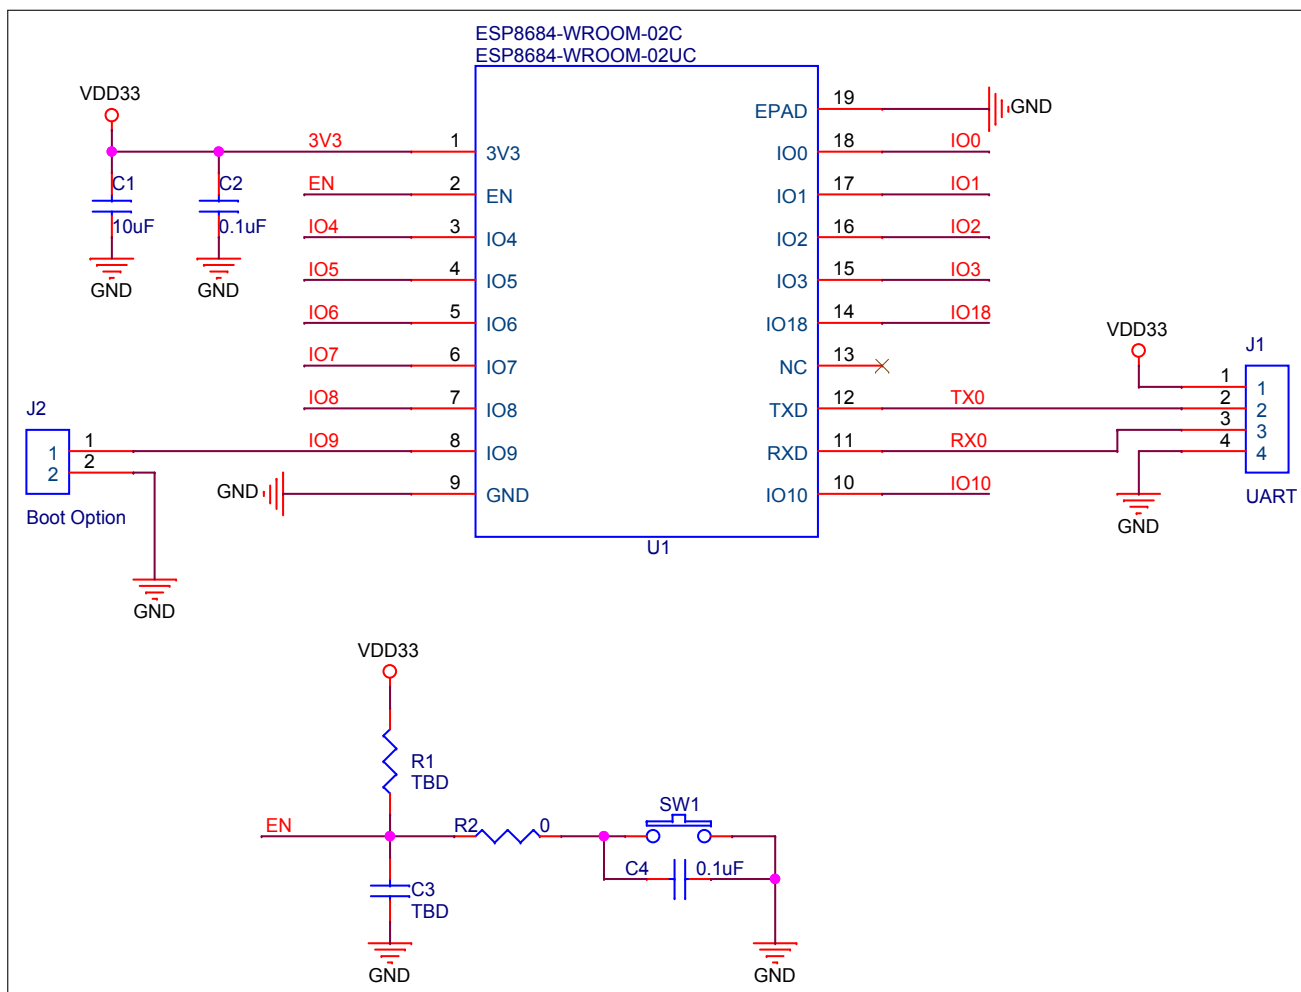 ESP8684-WROOM-02C
ESP8684-WROOM-02UC
VDD33
3V3
1
3V3
C1
10uF
GND
C2
0.1uF
GND
EN
2
EN
IO4
3
IO4
IO5
4
IO5
IO6
5
IO6
IO7
6
IO7
IO8
7
IO8
J2
1
1
2
2
Boot Option
GND
IO9
8
IO9
GND
9
GND
EPAD
19
GND
IO0
18
IO0
IO1
17
IO1
IO2
16
IO2
IO3
15
IO3
IO18
14
IO18
NC
13
TXD
12
TX0
RXD
11
RX0
IO10
10
IO10
U1
VDD33
J1
1
1
2
2
3
3
4
4
GND
UART
VDD33
R1
TBD
EN
R2
0
SW1
C4
0.1uF
C3
TBD
GND
GND